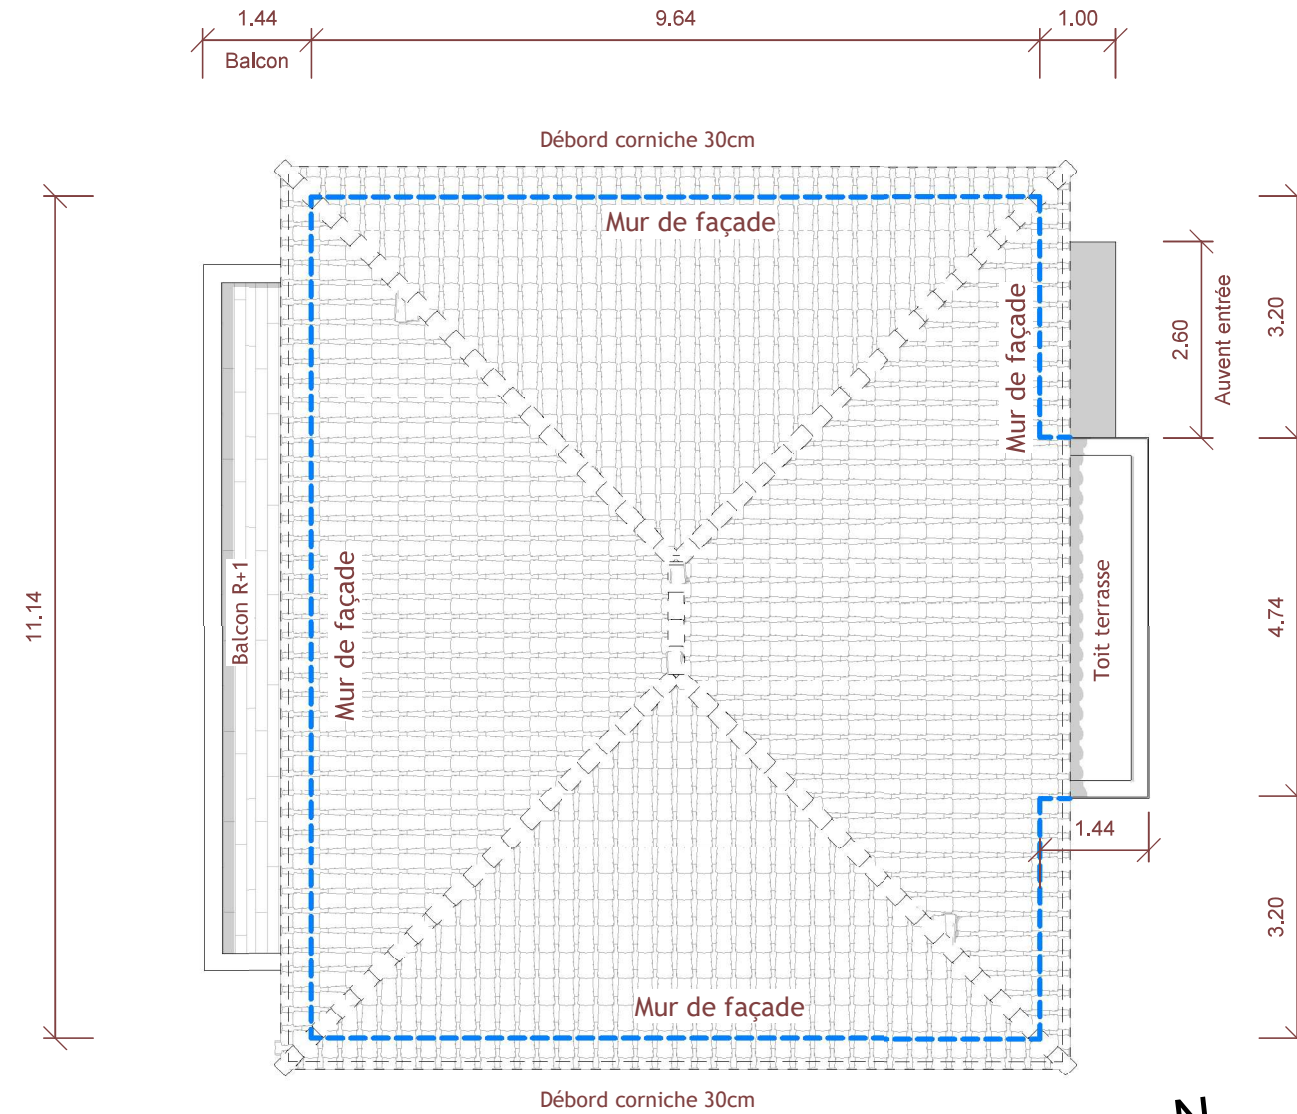 1.44
9.64
1.00
Balcon
Débord corniche 30cm
Mur de façade
Mur de façade
2.60
Auvent entrée
3.20
11.14
Balcon R+1
Mur de façade
Toit terrasse
4.74
1.44
3.20
Mur de façade
Débord corniche 30cm
N